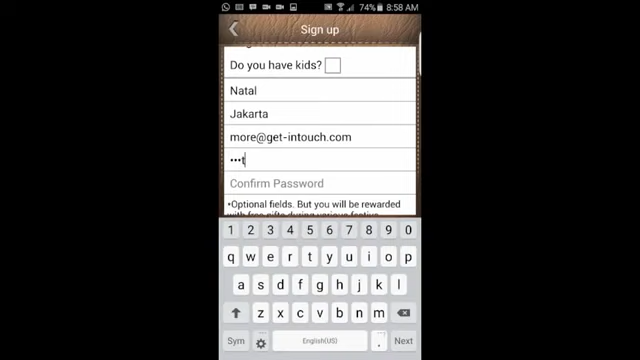 74% 8:58 AM
Sign up
Do you have kids?
Natal
Jakarta
more@get-intouch.com
•••t
Confirm Password
*Optional fields. But you will be rewarded
with free gifts during various festive
1 2 3 4 5 6 7 8 9 0
q w e r t y u i o p
a s d f g h j k l
z x c v b n m
Sym English(US) . Next